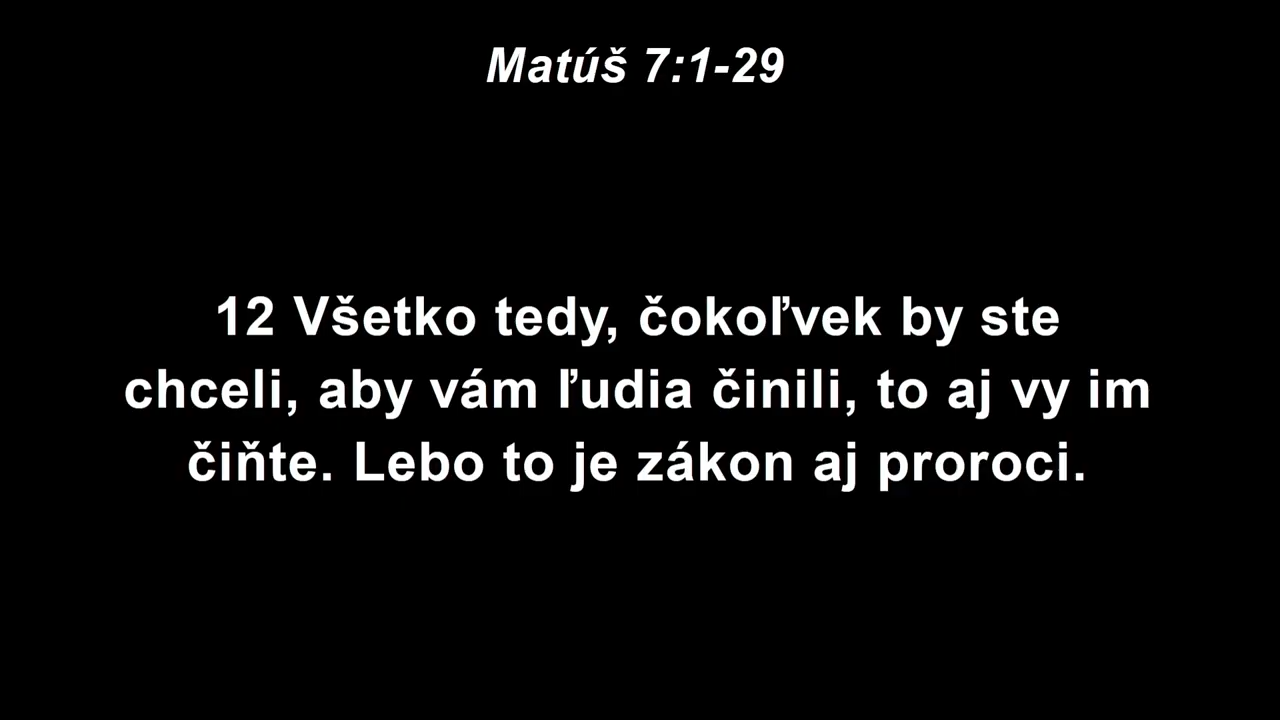 Matúš 7:1-29
12 Všetko tedy, čokoľvek by ste
chceli, aby vám ľudia činili, to aj vy im
čiňte. Lebo to je zákon aj proroci.